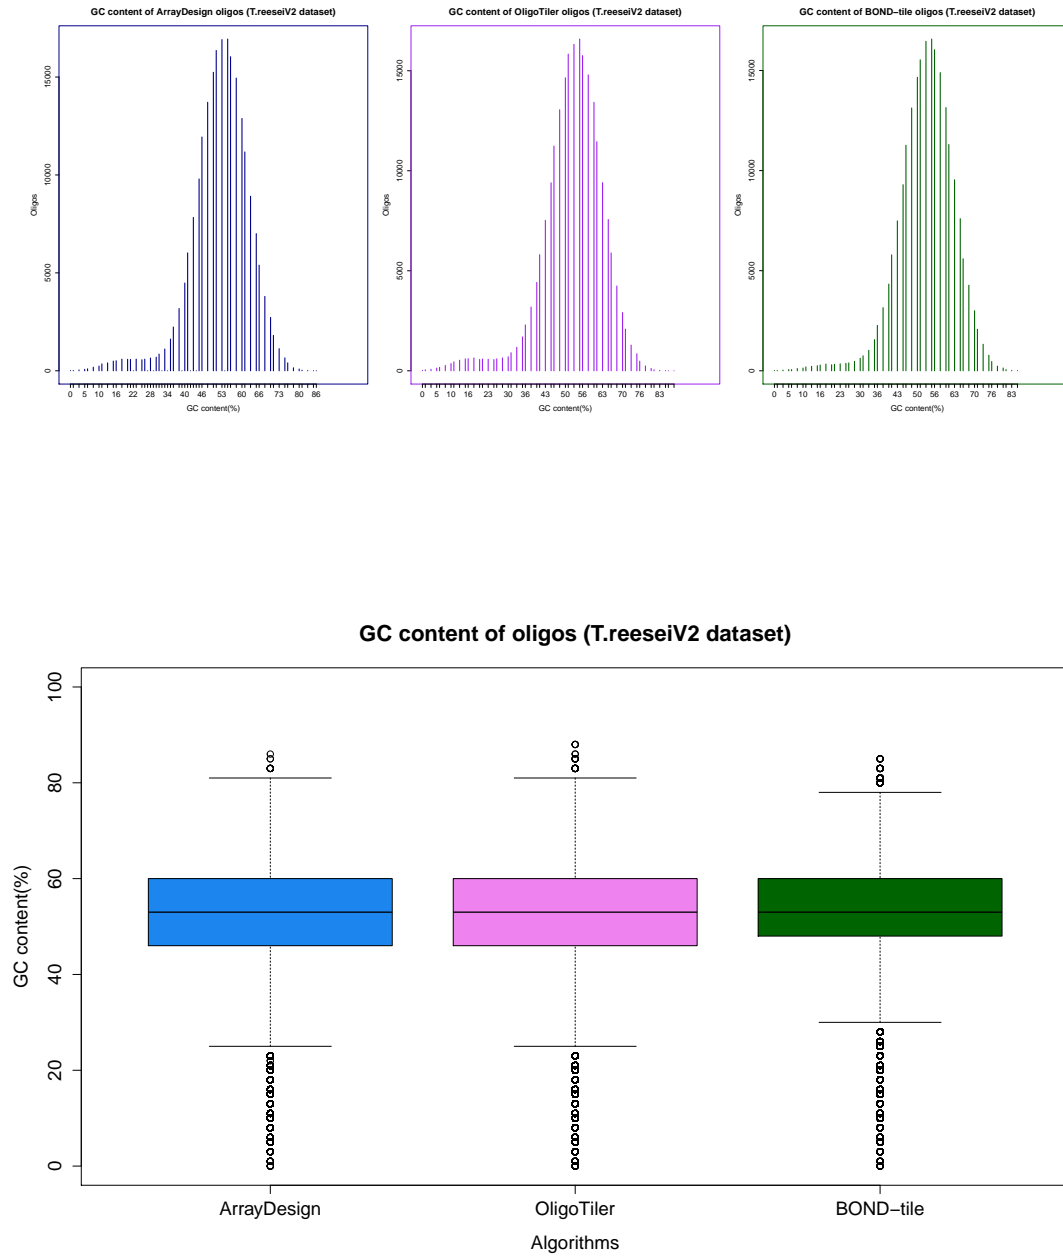 GC content of ArrayDesign oligos (T.reeseiV2 dataset)
Oligos
0
5000
10000
15000
0 5 10 16 22 28 34 40 46 53 60 66 73 80 86
GC content(%)
GC content of OligoTiler oligos (T.reeseiV2 dataset)
Oligos
0
5000
10000
15000
0 5 10 16 23 30 36 43 50 56 63 70 76 83
GC content(%)
GC content of BOND−tile oligos (T.reeseiV2 dataset)
Oligos
0
5000
10000
15000
0 5 10 16 23 30 36 43 50 56 63 70 76 83
GC content(%)
GC content of oligos (T.reeseiV2 dataset)
GC content(%)
0
20
40
60
80
100
ArrayDesign OligoTiler BOND−tile
Algorithms